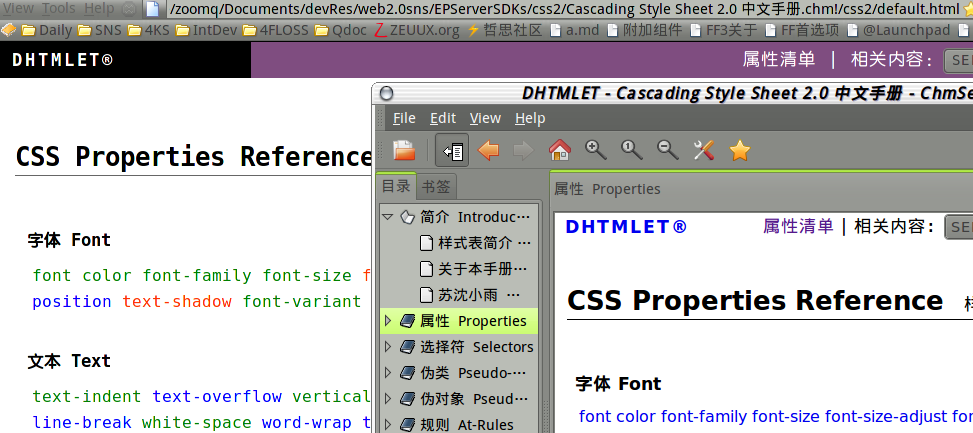 View Tools Help
/zoomq/Documents/devRes/web2.0sns/EPServerSDKs/css2/Cascading Style Sheet 2.0 中文手册.chm!/css2/default.html
Daily SNS 4KS IntDev 4FLOSS Qdoc ZEUUX.org 哲思社区 a.md 附加组件 FF3关于 FF首选项 @Launchpad
DHTMLET® 属性清单 | 相关内容: SEL
CSS Properties Reference
字体 Font
font color font-family font-size f
position text-shadow font-variant
文本 Text
text-indent text-overflow vertical
line-break white-space word-wrap t
DHTMLET - Cascading Style Sheet 2.0 中文手册 - ChmSe
File Edit View Help
目录 书签
简介 Introduc…
样式表简介 …
关于本手册…
苏沈小雨 …
属性 Properties
选择符 Selectors
伪类 Pseudo-…
伪对象 Pseud…
规则 At-Rules
属性 Properties
DHTMLET® 属性清单 | 相关内容: SEL
CSS Properties Reference 样
字体 Font
font color font-family font-size font-size-adjust fon